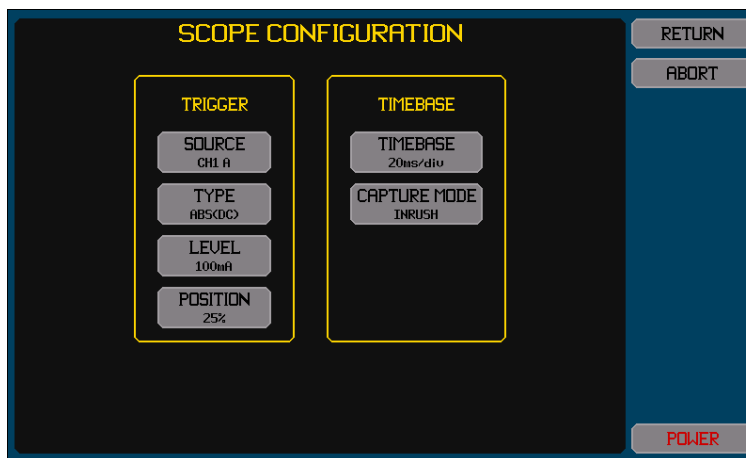 SCOPE CONFIGURATION
RETURN
ABORT
TRIGGER
SOURCE
CH1 A
TYPE
ABS(DC)
LEVEL
100mA
POSITION
25%
TIMEBASE
TIMEBASE
20ms/div
CAPTURE MODE
INRUSH
POWER